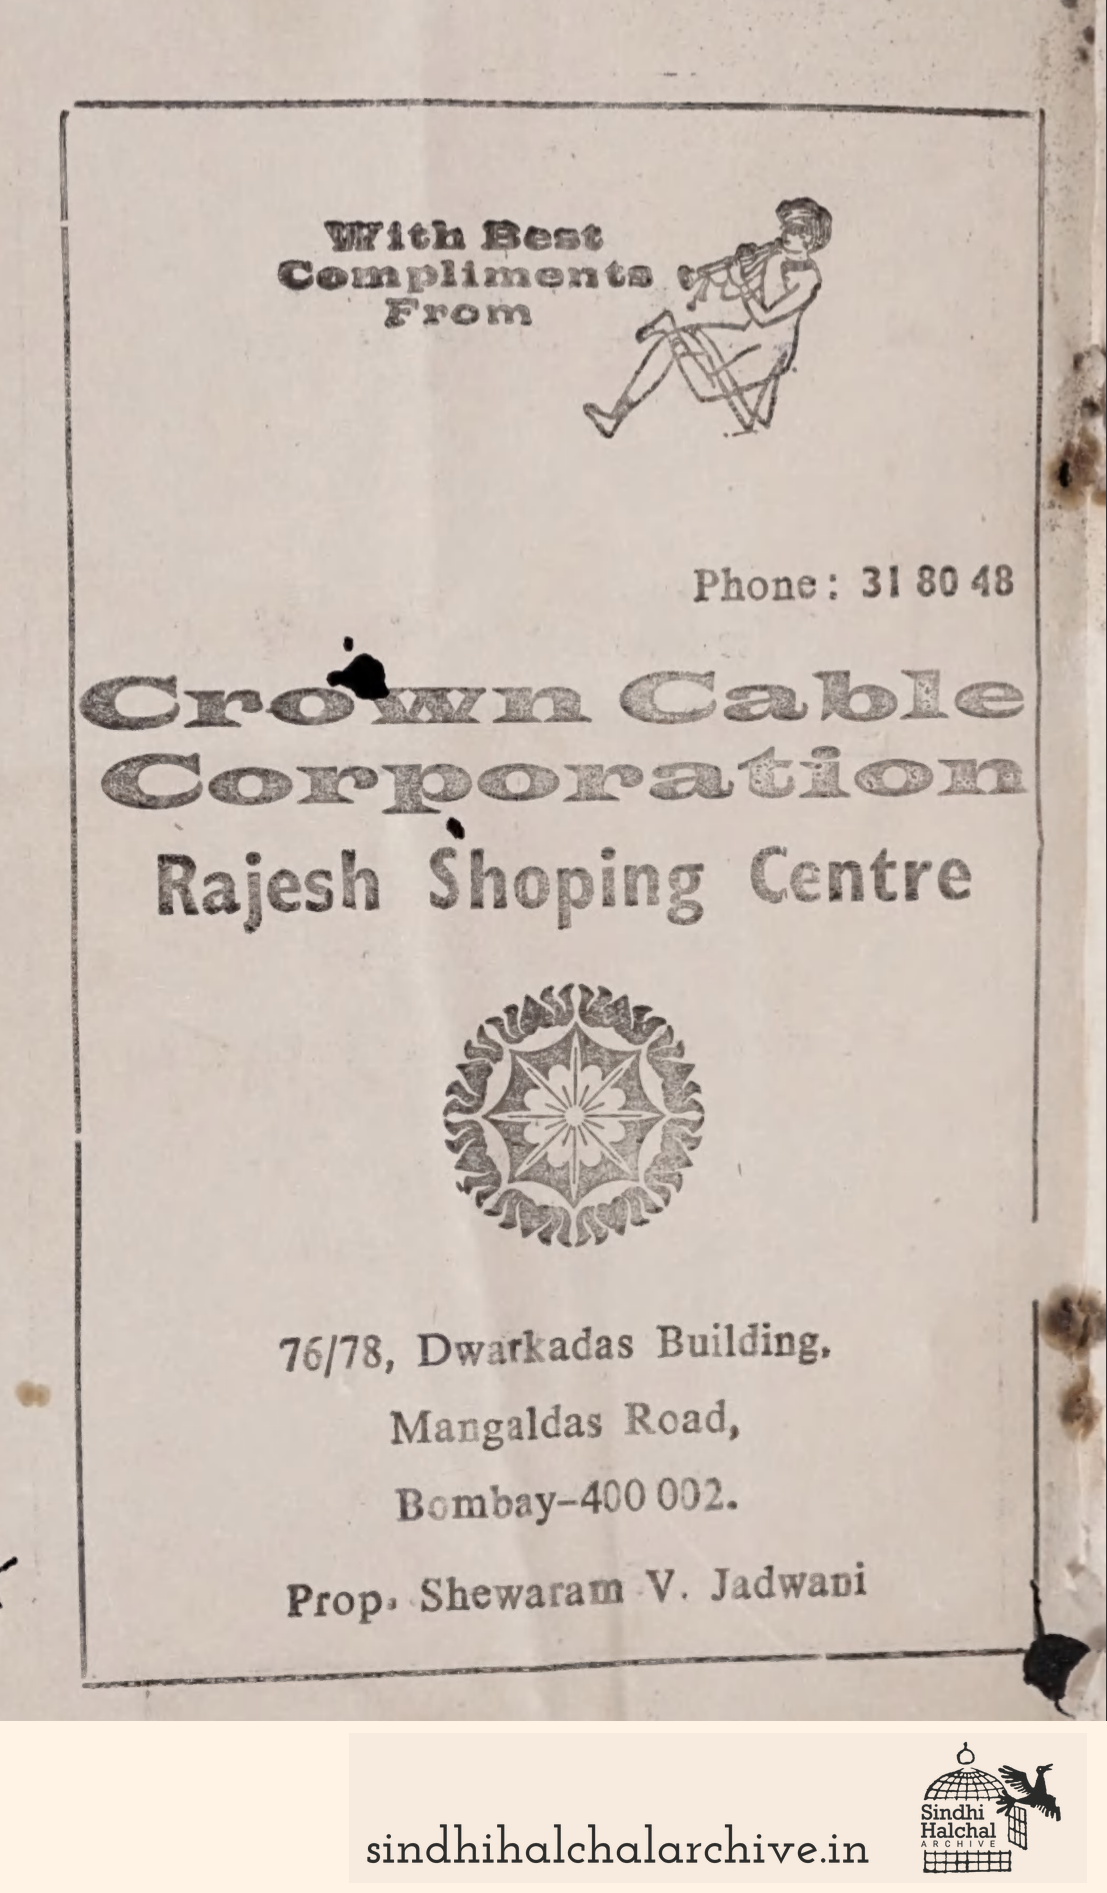 With Best
Compliments
From
Phone : 31 80 48
Crown Cable
Corporation
Rajesh Shoping Centre
76/78, Dwarkadas Building,
Mangaldas Road,
Bombay-400 002.
Prop. Shewaram V. Jadwani
sindhihalchalarchive.in
Sindhi
Halchal
ARCHIVE